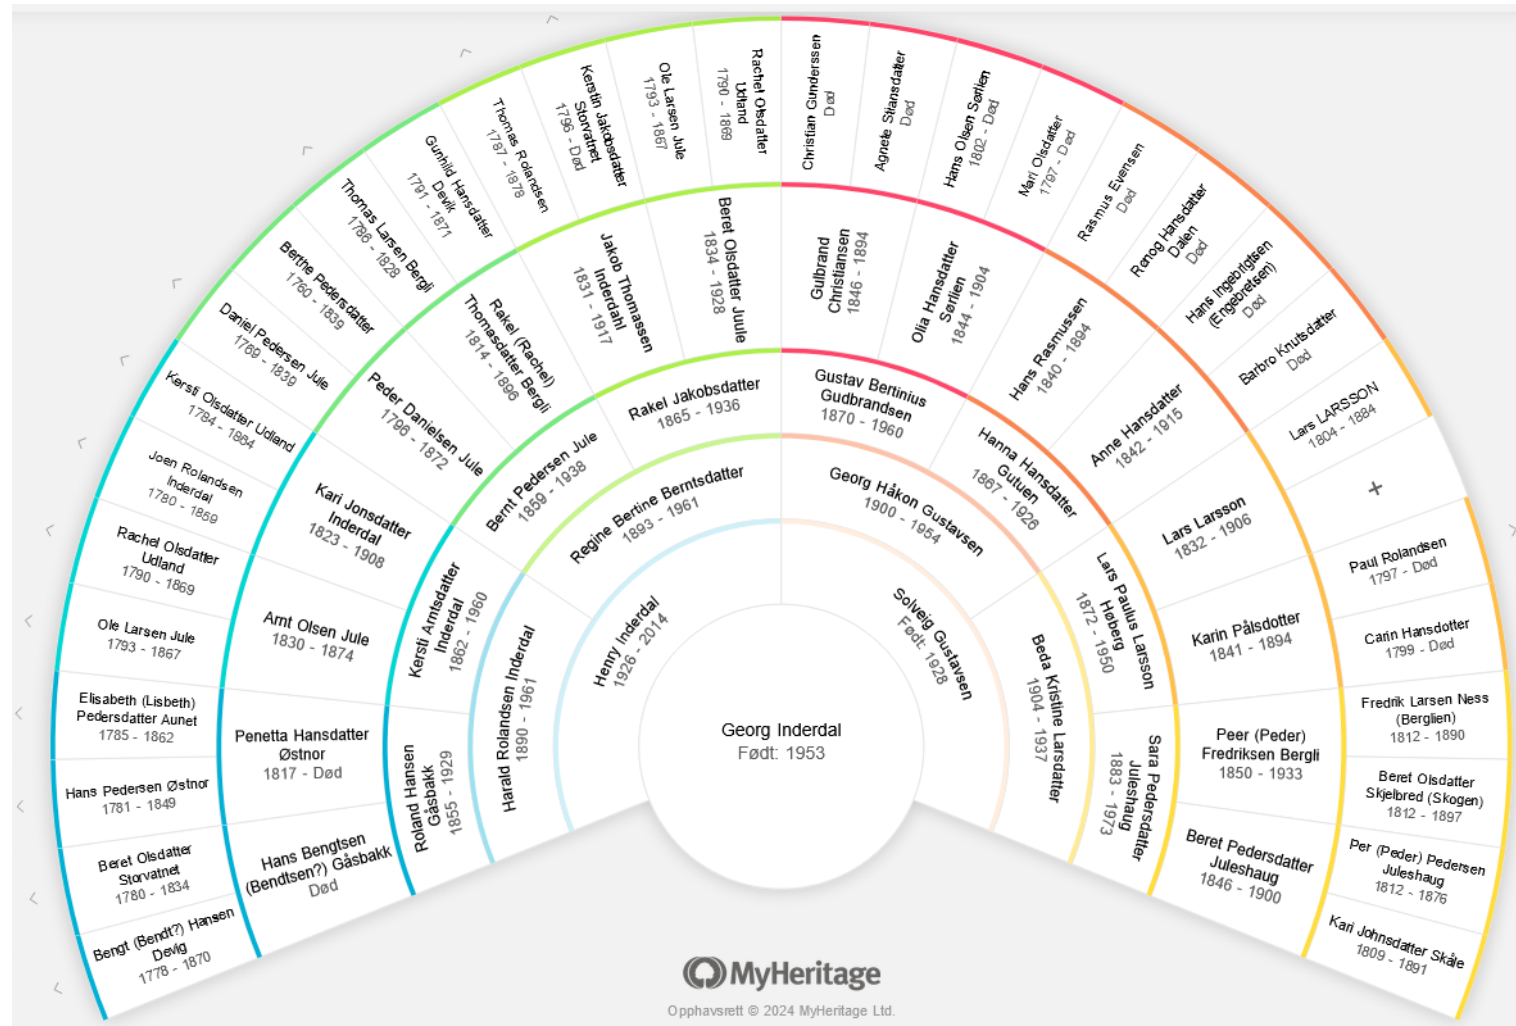 Georg Inderdal
Født: 1953
Henry Inderdal
1926 - 2014
Solveig Gustavsen
Født: 1928
Harald Rolandsen Inderdal
1890 - 1961
Regine Bertine Berntsdatter
1893 - 1961
Georg Håkon Gustavsen
1900 - 1954
Beda Kristine Larsdatter
1904 - 1937
Roland Hansen
Gåsbakk
1855 - 1929
Kersti Arntsdatter
Inderdal
1862 - 1960
Bernt Pedersen Jule
1859 - 1938
Rakel Jakobsdatter
1865 - 1936
Gustav Bertinius
Gudbrandsen
1870 - 1960
Hanna Hansdatter
Gutuen
1867 - 1926
Lars Paulus Larsson
Høberg
1872 - 1950
Sara Pedersdatter
Juleshaug
1883 - 1973
Hans Bengtsen
(Bendtsen?) Gåsbakk
Død
Penetta Hansdatter
Østnor
1817 - Død
Arnt Olsen Jule
1830 - 1874
Kari Jonsdatter
Inderdal
1823 - 1908
Peder Danielsen Jule
1796 - 1872
Rakel (Rachel)
Thomasdatter Bergli
1814 - 1896
Jakob Thomassen
Inderdahl
1831 - 1917
Beret Olsdatter Juule
1834 - 1928
Gulbrand
Christiansen
1846 - 1894
Olia Hansdatter
Sørlien
1844 - 1904
Hans Rasmussen
1840 - 1894
Anne Hansdatter
1842 - 1915
Lars Larsson
1832 - 1906
Karin Pålsdotter
1841 - 1894
Peer (Peder)
Fredriksen Bergli
1850 - 1933
Beret Pedersdatter
Juleshaug
1846 - 1900
Bengt (Bendt?) Hansen
Devig
1778 - 1870
Beret Olsdatter
Storvatnet
1780 - 1834
Hans Pedersen Østnor
1781 - 1849
Elisabeth (Lisbeth)
Pedersdatter Aunet
1785 - 1862
Ole Larsen Jule
1793 - 1867
Rachel Olsdatter
Udland
1790 - 1869
Joen Rolandsen
Inderdal
1780 - 1859
Kersti Olsdatter Udland
1784 - 1864
Daniel Pedersen Jule
1769 - 1839
Berthe Pedersdatter
1760 - 1839
Thomas Larsen Bergli
1786 - 1828
Gunhild Hansdatter
Devik
1791 - 1871
Thomas Rolandsen
1787 - 1878
Kerstin Jakobsdatter
Storvatnet
1796 - Død
Ole Larsen Jule
1793 - 1867
Rachel Olsdatter
Udland
1790 - 1869
Christian Gunderssen
Død
Agnete Stiansdatter
Død
Hans Olsen Sørlien
1802 - Død
Mari Olsdatter
1797 - Død
Rasmus Evensen
Død
Rønog Hansdatter
Dalen
Død
Hans Ingebrigtsen
(Engebretsen)
Død
Barbro Knutsdatter
Død
Lars LARSSON
1804 - 1884
+
Paul Rolandsen
1797 - Død
Carin Hansdotter
1799 - Død
Fredrik Larsen Ness
(Berglien)
1812 - 1890
Beret Olsdatter
Skjelbred (Skogen)
1812 - 1897
Per (Peder) Pedersen
Juleshaug
1812 - 1876
Kari Johnsdatter Skåle
1809 - 1891
MyHeritage
Opphavsrett © 2024 MyHeritage Ltd.